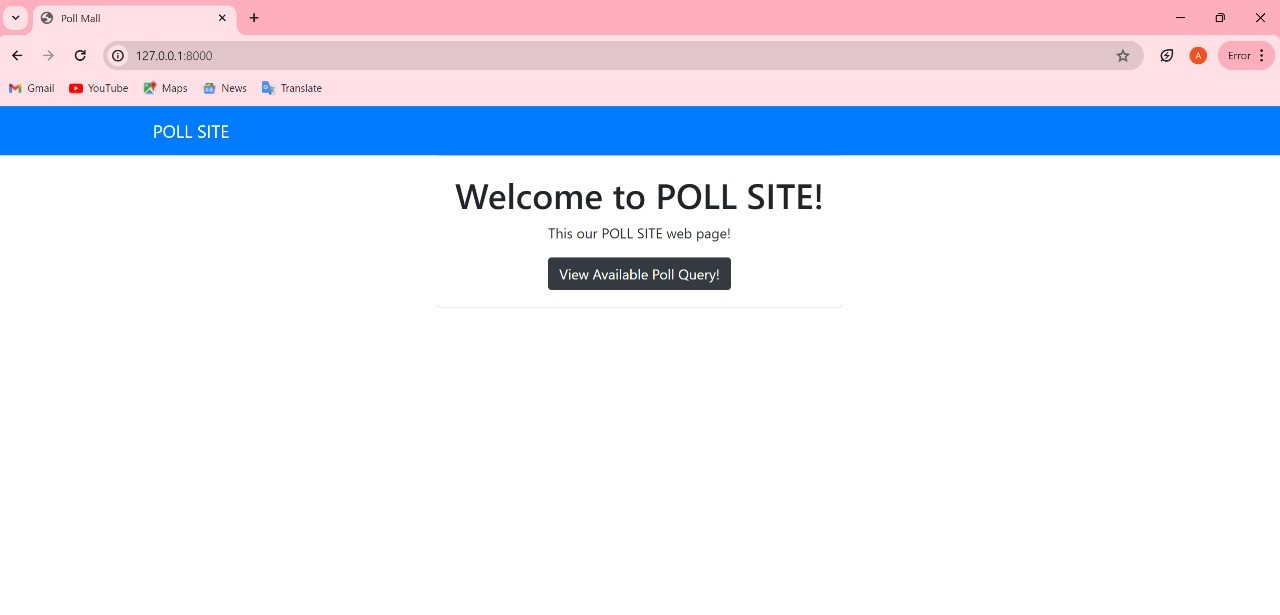 Poll Mall
127.0.0.1:8000
A
Error
Gmail YouTube Maps News Translate
POLL SITE
Welcome to POLL SITE!
This our POLL SITE web page!
View Available Poll Query!